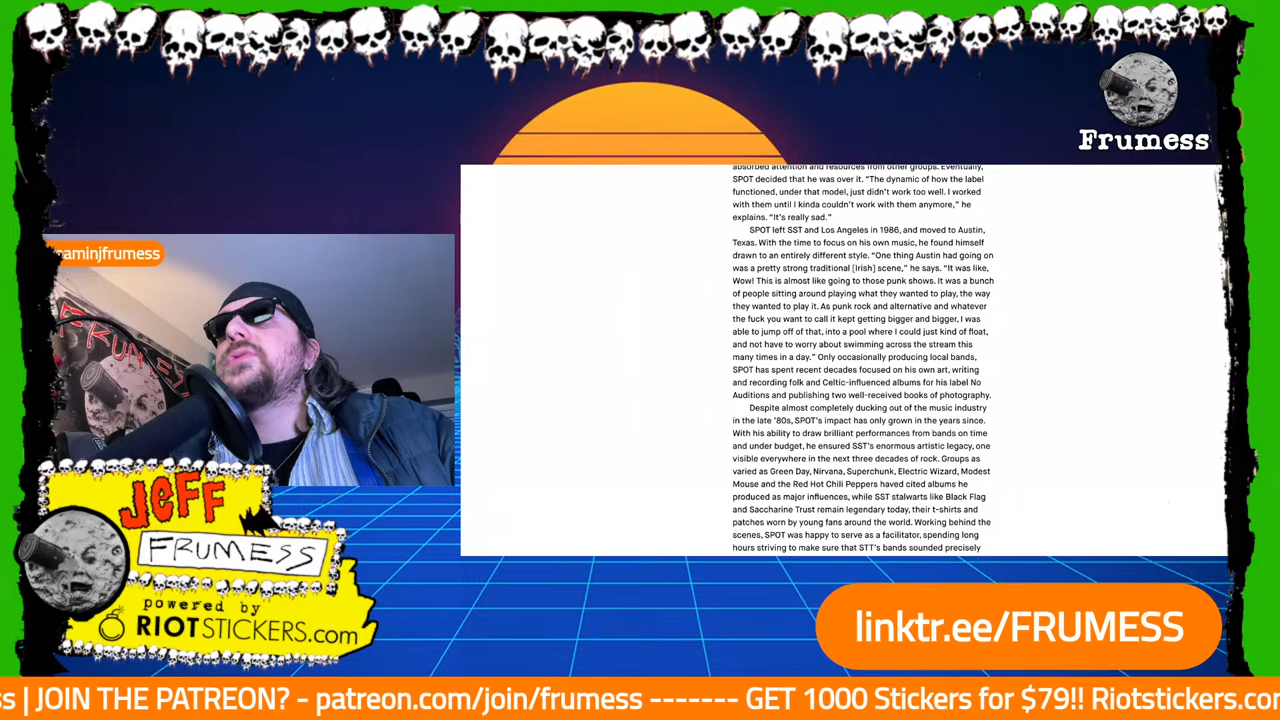 Frumess
absorbed attention and resources from other groups. Eventually,
SPOT decided that he was over it. “The dynamic of how the label
functioned, under that model, just didn’t work too well. I worked
with them until I kinda couldn’t work with them anymore,” he
explains. “It’s really sad.”
SPOT left SST and Los Angeles in 1986, and moved to Austin,
Texas. With the time to focus on his own music, he found himself
drawn to an entirely different style. “One thing Austin had going on
was a pretty strong traditional [Irish] scene,” he says. “It was like,
Wow! This is almost like going to those punk shows. It was a bunch
of people sitting around playing what they wanted to play, the way
they wanted to play it. As punk rock and alternative and whatever
the fuck you want to call it kept getting bigger and bigger, I was
able to jump off of that, into a pool where I could just kind of float,
and not have to worry about swimming across the stream this
many times in a day.” Only occasionally producing local bands,
SPOT has spent recent decades focused on his own art, writing
and recording folk and Celtic-influenced albums for his label No
Auditions and publishing two well-received books of photography.
Despite almost completely ducking out of the music industry
in the late ’80s, SPOT’s impact has only grown in the years since.
With his ability to draw brilliant performances from bands on time
and under budget, he ensured SST’s enormous artistic legacy, one
visible everywhere in the next three decades of rock. Groups as
varied as Green Day, Nirvana, Superchunk, Electric Wizard, Modest
Mouse and the Red Hot Chili Peppers haved cited albums he
produced as major influences, while SST stalwarts like Black Flag
and Saccharine Trust remain legendary today, their t-shirts and
patches worn by young fans around the world. Working behind the
scenes, SPOT was happy to serve as a facilitator, spending long
hours striving to make sure that STT’s bands sounded precisely
naminjfrumess
FRUMESS
JEFF
FRUMESS
powered by
RIOTSTICKERS.com
linktr.ee/FRUMESS
ss | JOIN THE PATREON? - patreon.com/join/frumess ------- GET 1000 Stickers for $79!! Riotstickers.com